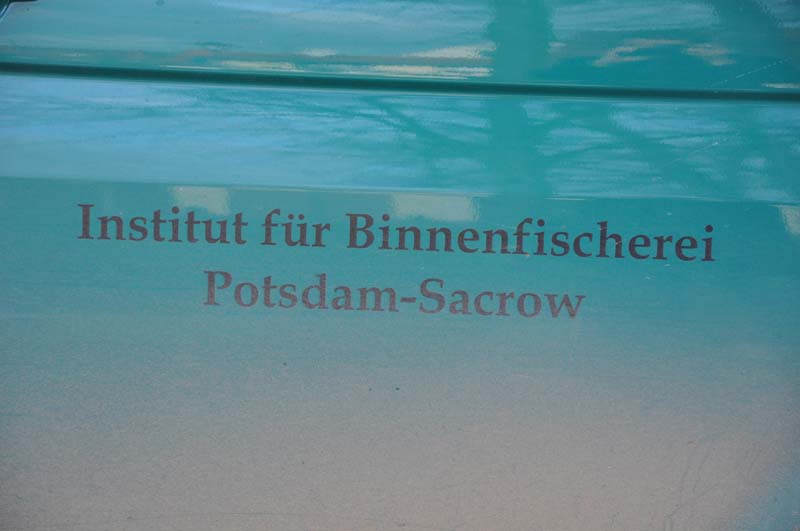 Institut für Binnenfischerei
Potsdam-Sacrow